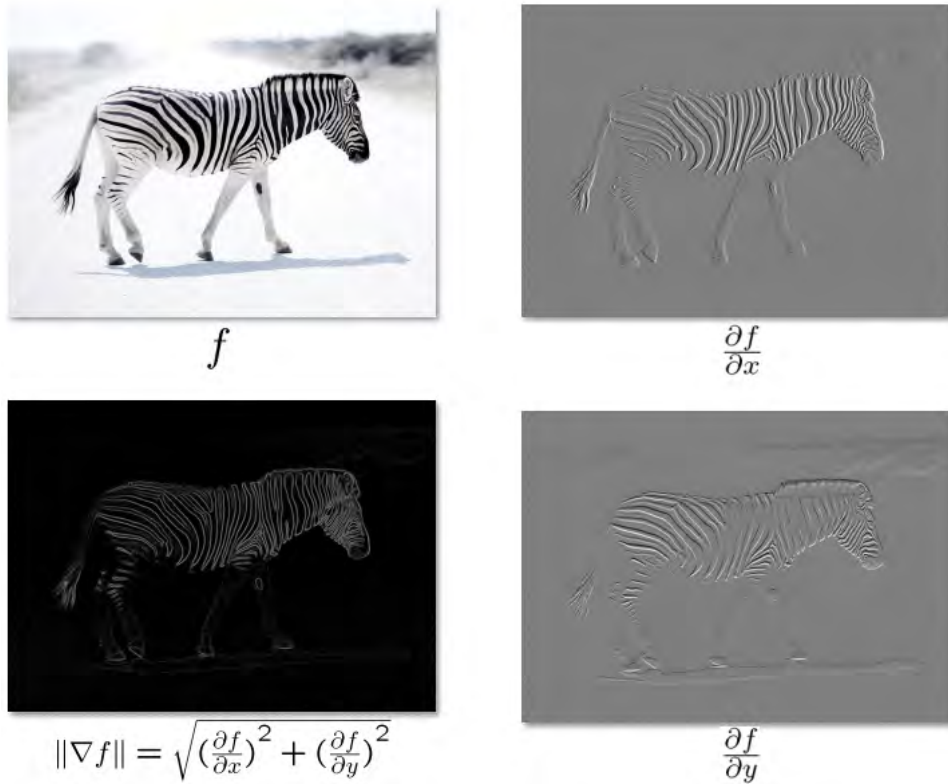 f
∂f/∂x
‖∇f‖ = √((∂f/∂x)² + (∂f/∂y)²)
∂f/∂y